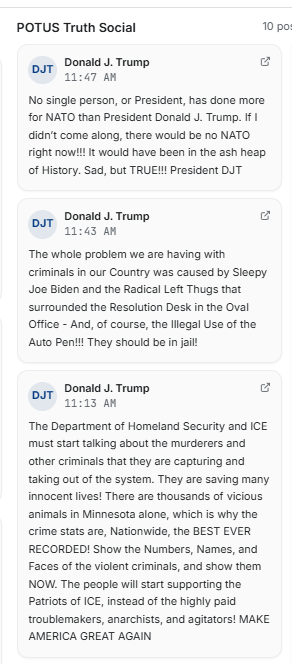 POTUS Truth Social
10 pos
DJT
Donald J. Trump
11:47 AM
No single person, or President, has done more
for NATO than President Donald J. Trump. If I
didn't come along, there would be no NATO
right now!!! It would have been in the ash heap
of History. Sad, but TRUE!!! President DJT
DJT
Donald J. Trump
11:43 AM
The whole problem we are having with
criminals in our Country was caused by Sleepy
Joe Biden and the Radical Left Thugs that
surrounded the Resolution Desk in the Oval
Office - And, of course, the Illegal Use of the
Auto Pen!!! They should be in jail!
DJT
Donald J. Trump
11:13 AM
The Department of Homeland Security and ICE
must start talking about the murderers and
other criminals that they are capturing and
taking out of the system. They are saving many
innocent lives! There are thousands of vicious
animals in Minnesota alone, which is why the
crime stats are, Nationwide, the BEST EVER
RECORDED! Show the Numbers, Names, and
Faces of the violent criminals, and show them
NOW. The people will start supporting the
Patriots of ICE, instead of the highly paid
troublemakers, anarchists, and agitators! MAKE
AMERICA GREAT AGAIN